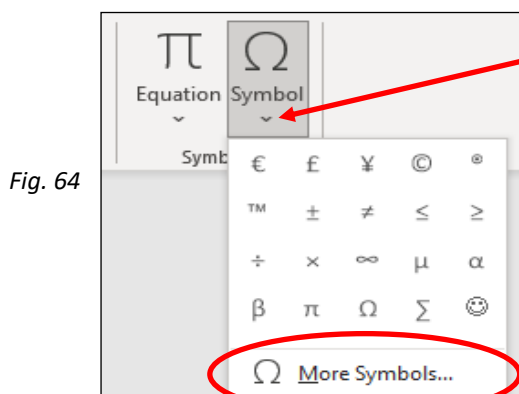 π Ω
Equation Symbol
Symb
Fig. 64
€ £ ¥ © ®
™ ± ≠ ≤ ≥
÷ × ∞ µ α
β π Ω Σ ☺
Ω More Symbols...